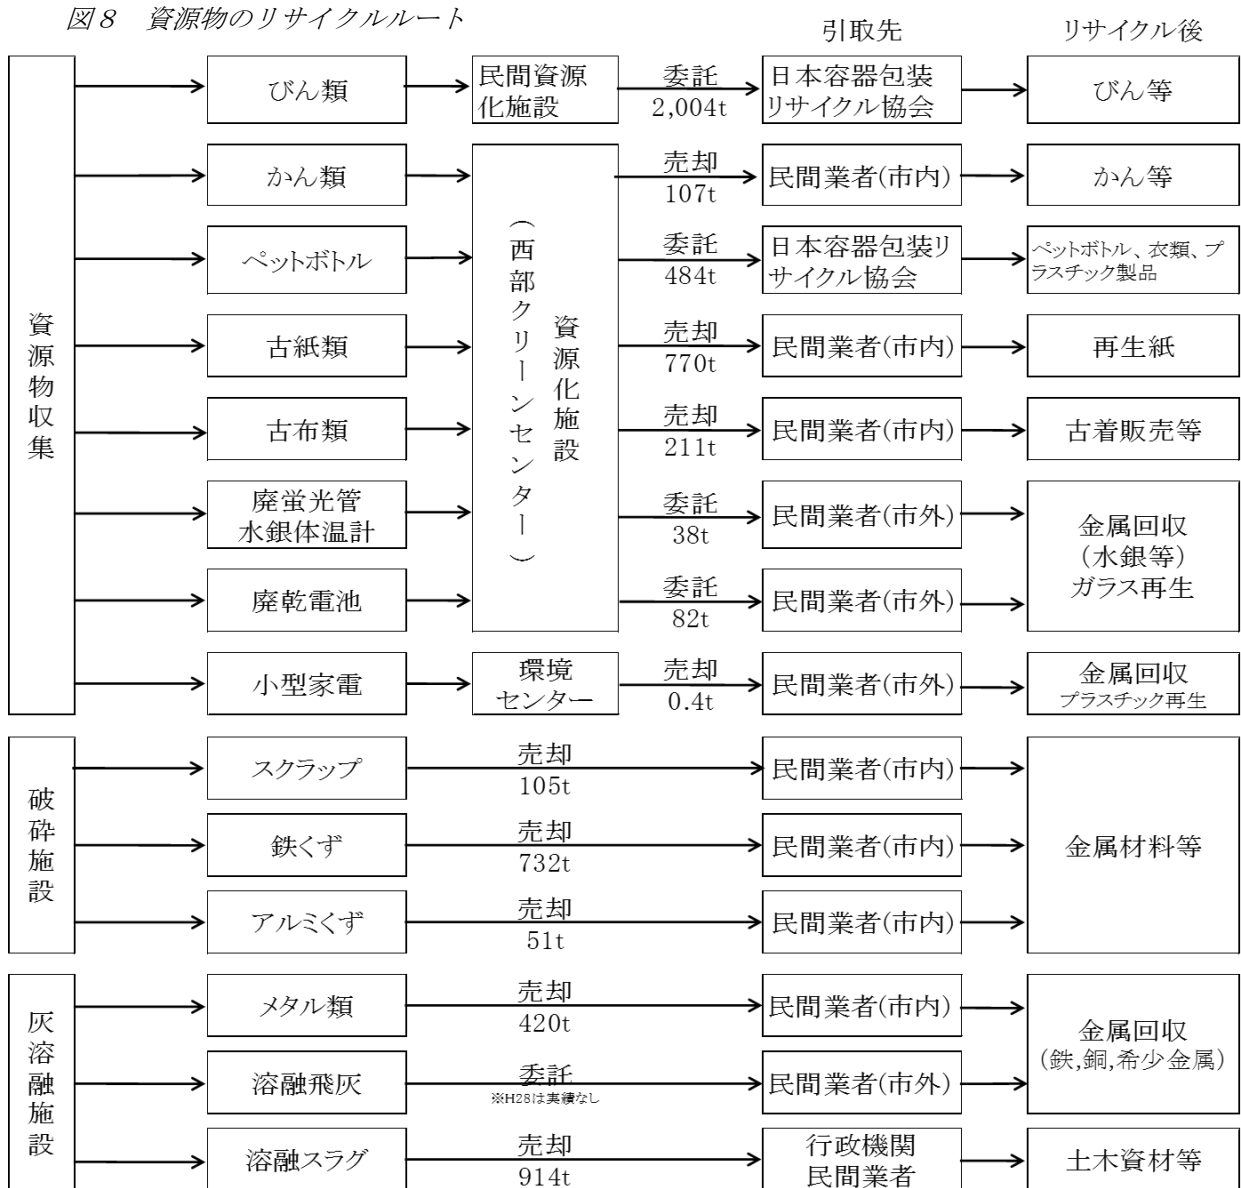 図８　資源物のリサイクルルート
引取先
リサイクル後
資源物収集
びん類
民間資源
化施設
委託
2,004t
日本容器包装
リサイクル協会
びん等
かん類
売却
107t
民間業者(市内)
かん等
ペットボトル
委託
484t
日本容器包装リ
サイクル協会
ペットボトル、衣類、プ
ラスチック製品
資源化施設
（西部クリーンセンター）
古紙類
売却
770t
民間業者(市内)
再生紙
古布類
売却
211t
民間業者(市内)
古着販売等
廃蛍光管
水銀体温計
委託
38t
民間業者(市外)
金属回収
（水銀等）
ガラス再生
廃乾電池
委託
82t
民間業者(市外)
小型家電
環境
センター
売却
0.4t
民間業者(市外)
金属回収
プラスチック再生
破砕施設
スクラップ
売却
105t
民間業者(市内)
鉄くず
売却
732t
民間業者(市内)
金属材料等
アルミくず
売却
51t
民間業者(市内)
灰溶融施設
メタル類
売却
420t
民間業者(市内)
金属回収
(鉄,銅,希少金属)
溶融飛灰
委託
※H28は実績なし
民間業者(市外)
溶融スラグ
売却
914t
行政機関
民間業者
土木資材等